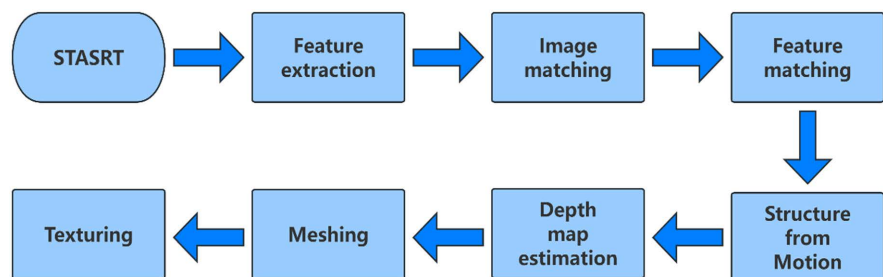 STASRT
Feature
extraction
Image
matching
Feature
matching
Structure
from
Motion
Depth
map
estimation
Meshing
Texturing